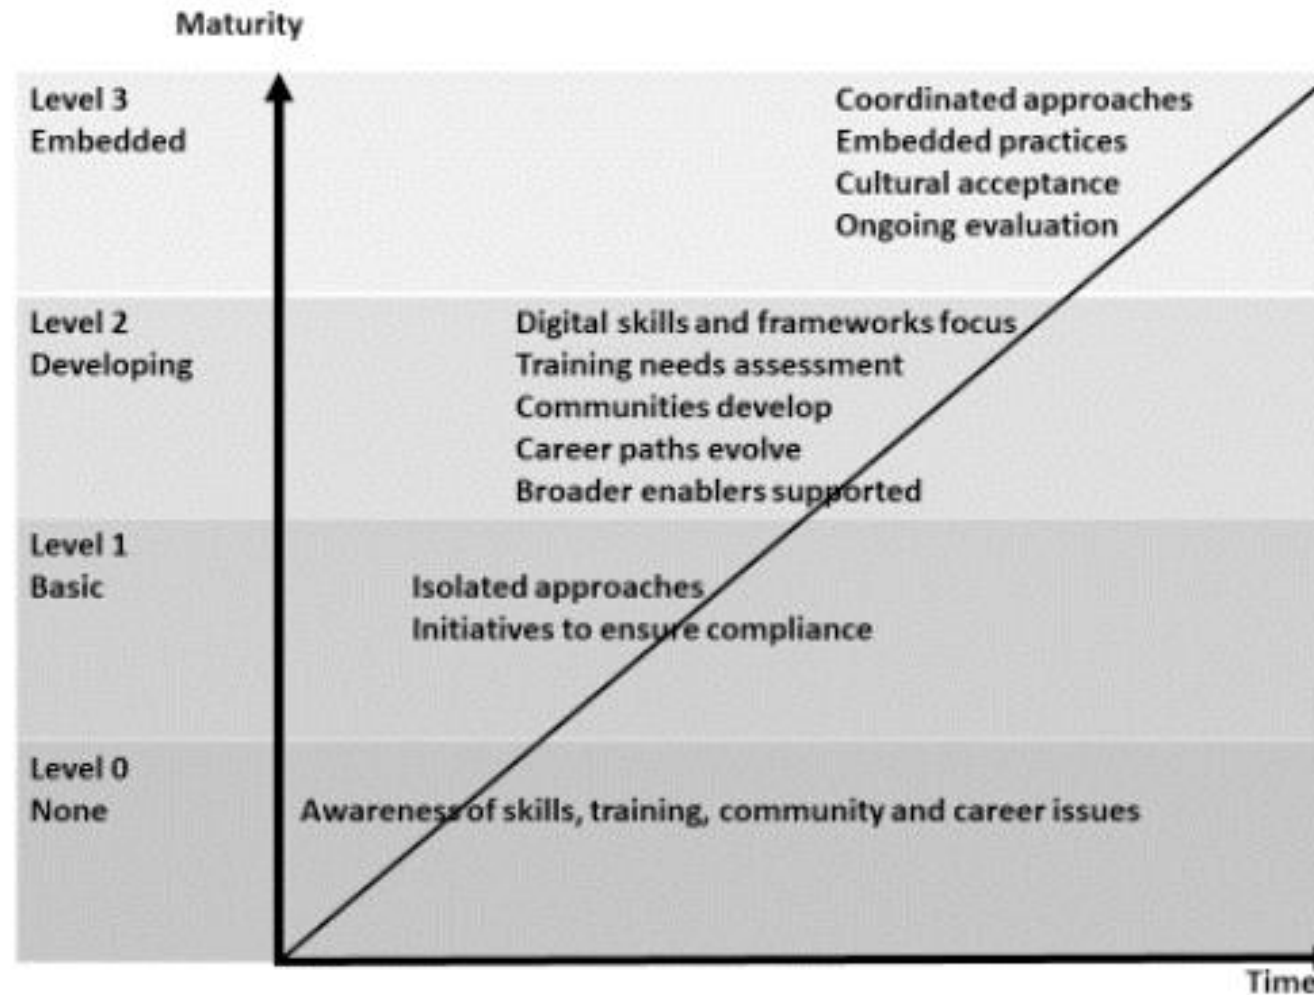 Maturity
Level 3
Embedded
Coordinated approaches
Embedded practices
Cultural acceptance
Ongoing evaluation
Level 2
Developing
Digital skills and frameworks focus
Training needs assessment
Communities develop
Career paths evolve
Broader enablers supported
Level 1
Basic
Isolated approaches
Initiatives to ensure compliance
Level 0
None
Awareness of skills, training, community and career issues
Time